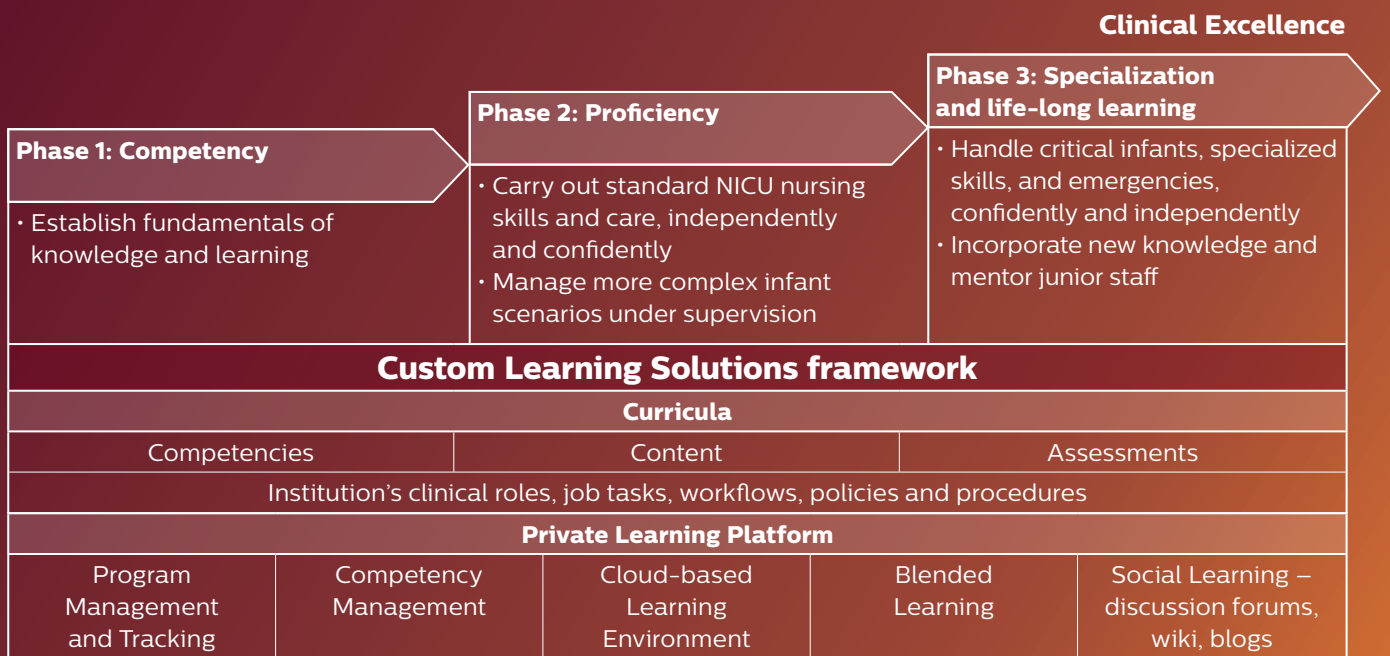 Clinical Excellence
Phase 1: Competency
• Establish fundamentals of
knowledge and learning
Phase 2: Proficiency
• Carry out standard NICU nursing
skills and care, independently
and confidently
• Manage more complex infant
scenarios under supervision
Phase 3: Specialization
and life-long learning
• Handle critical infants, specialized
skills, and emergencies,
confidently and independently
• Incorporate new knowledge and
mentor junior staff
Custom Learning Solutions framework
Curricula
Competencies
Content
Assessments
Institution’s clinical roles, job tasks, workflows, policies and procedures
Private Learning Platform
Program
Management
and Tracking
Competency
Management
Cloud-based
Learning
Environment
Blended
Learning
Social Learning –
discussion forums,
wiki, blogs